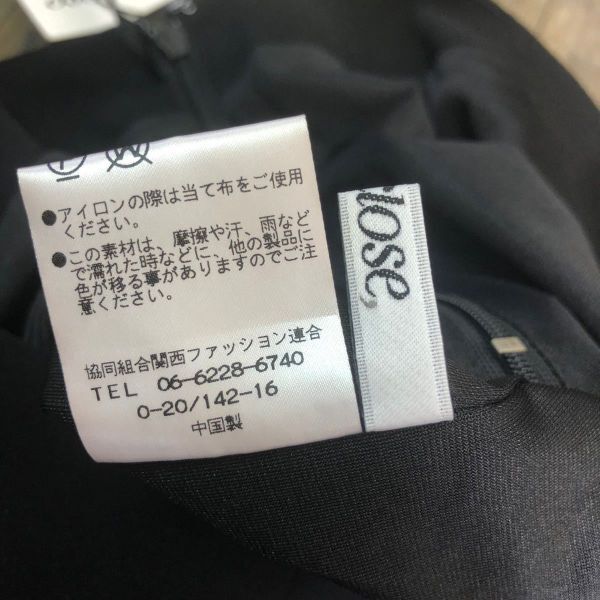 ●アイロンの際は当て布をご使用
ください。
●この素材は、摩擦や汗、雨など
で濡れた時などに、他の製品に
色が移る事がありますのでご注
意ください。
協同組合関西ファッション連合
TEL 06-6228-6740
0-20/142-16
中国製
lose,